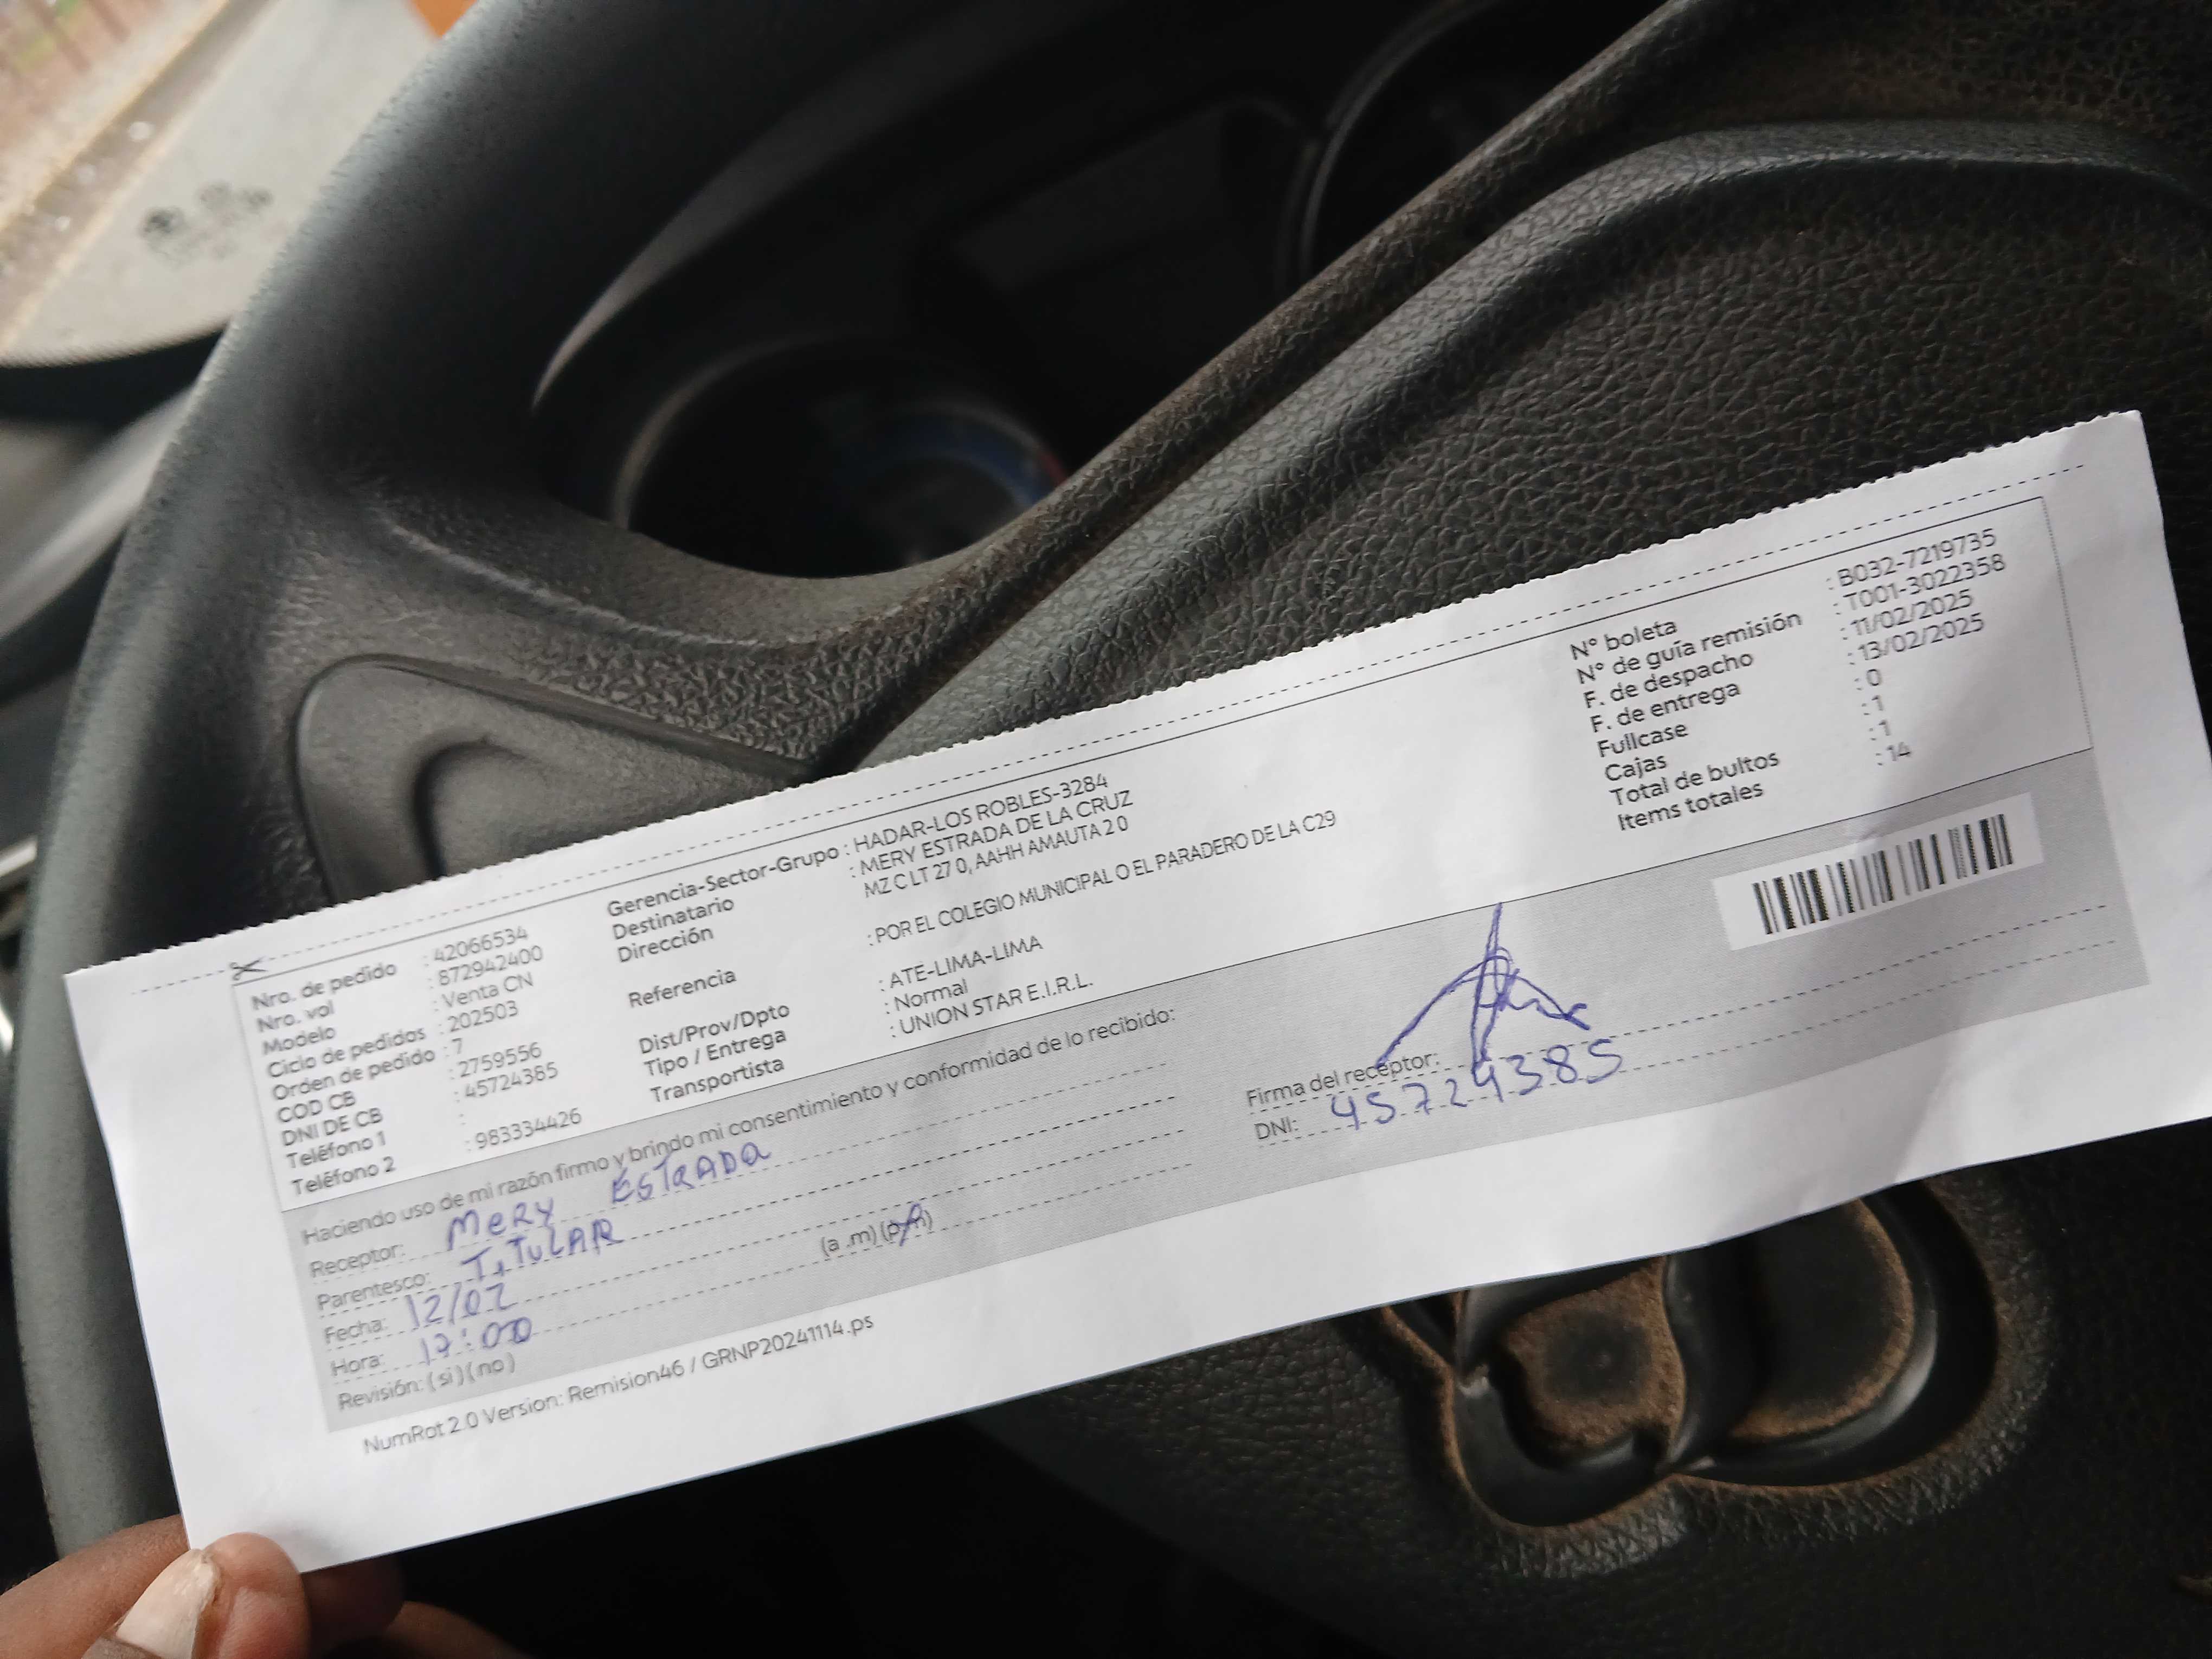 Nro. de pedido : 42066534
Nro. vol : 872942400
Modelo : Venta CN
Ciclo de pedidos : 202503
Orden de pedido : 7
COD CB : 2759556
DNI DE CB : 45724385
Teléfono 1 :
Teléfono 2 : 983334426
Gerencia-Sector-Grupo : HADAR-LOS ROBLES-3284
Destinatario : MERY ESTRADA DE LA CRUZ
Dirección MZ C LT 27 0, AAHH AMAUTA 2 0
Referencia : POR EL COLEGIO MUNICIPAL O EL PARADERO DE LA C29
Dist/Prov/Dpto : ATE-LIMA-LIMA
Tipo / Entrega : Normal
Transportista : UNION STAR E.I.R.L.
N° boleta : B032-7219735
N° de guía remisión : T001-3022358
F. de despacho : 11/02/2025
F. de entrega : 13/02/2025
Fullcase : 0
Cajas : 1
Total de bultos : 1
Items totales : 14
Haciendo uso de mi razón firmo y brindo mi consentimiento y conformidad de lo recibido:
Receptor: MERY ESTRADA
Parentesco: TiTULAR
Fecha: 12/02
Hora: 17:00 (a .m) (p.m)
Revisión: ( si ) ( no )
Firma del receptor:
DNI: 45724385
NumRot 2.0 Version: Remision46 / GRNP20241114.ps